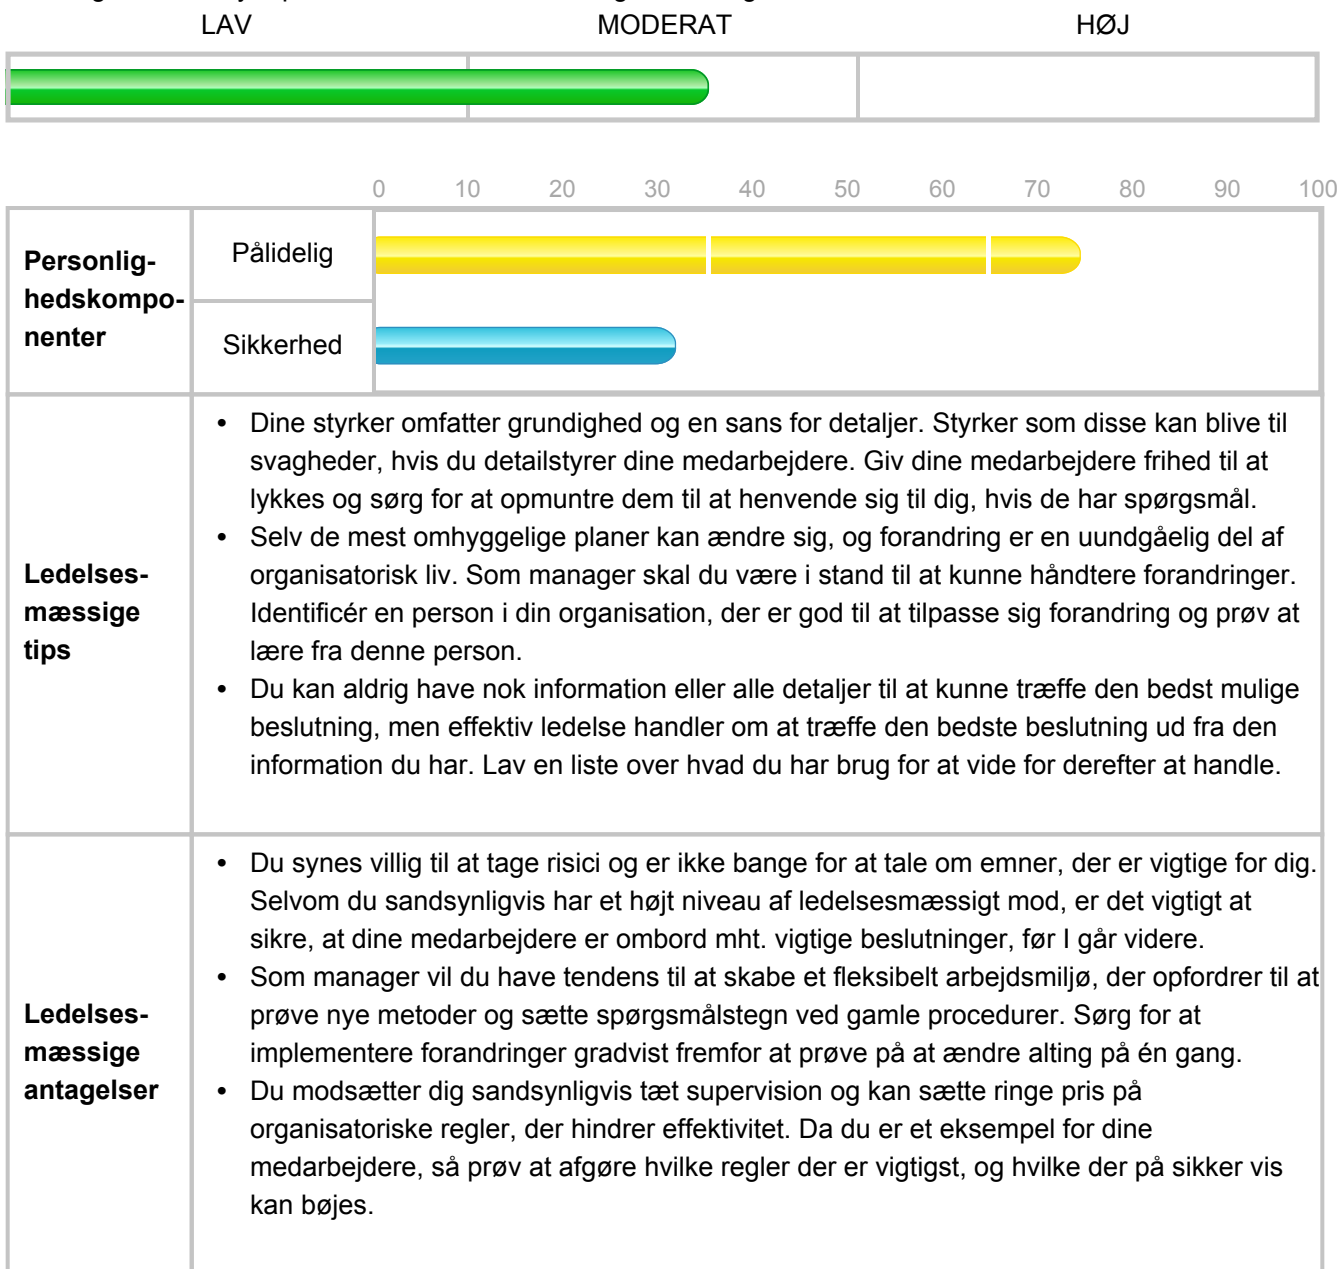 LAV MODERAT HØJ
0 10 20 30 40 50 60 70 80 90 100
Personlig-
hedskompo-
nenter
Pålidelig
Sikkerhed
Ledelses-
mæssige
tips
• Dine styrker omfatter grundighed og en sans for detaljer. Styrker som disse kan blive til
svagheder, hvis du detailstyrer dine medarbejdere. Giv dine medarbejdere frihed til at
lykkes og sørg for at opmuntre dem til at henvende sig til dig, hvis de har spørgsmål.
• Selv de mest omhyggelige planer kan ændre sig, og forandring er en uundgåelig del af
organisatorisk liv. Som manager skal du være i stand til at kunne håndtere forandringer.
Identificér en person i din organisation, der er god til at tilpasse sig forandring og prøv at
lære fra denne person.
• Du kan aldrig have nok information eller alle detaljer til at kunne træffe den bedst mulige
beslutning, men effektiv ledelse handler om at træffe den bedste beslutning ud fra den
information du har. Lav en liste over hvad du har brug for at vide for derefter at handle.
Ledelses-
mæssige
antagelser
• Du synes villig til at tage risici og er ikke bange for at tale om emner, der er vigtige for dig.
Selvom du sandsynligvis har et højt niveau af ledelsesmæssigt mod, er det vigtigt at
sikre, at dine medarbejdere er ombord mht. vigtige beslutninger, før I går videre.
• Som manager vil du have tendens til at skabe et fleksibelt arbejdsmiljø, der opfordrer til at
prøve nye metoder og sætte spørgsmålstegn ved gamle procedurer. Sørg for at
implementere forandringer gradvist fremfor at prøve på at ændre alting på én gang.
• Du modsætter dig sandsynligvis tæt supervision og kan sætte ringe pris på
organisatoriske regler, der hindrer effektivitet. Da du er et eksempel for dine
medarbejdere, så prøv at afgøre hvilke regler der er vigtigst, og hvilke der på sikker vis
kan bøjes.